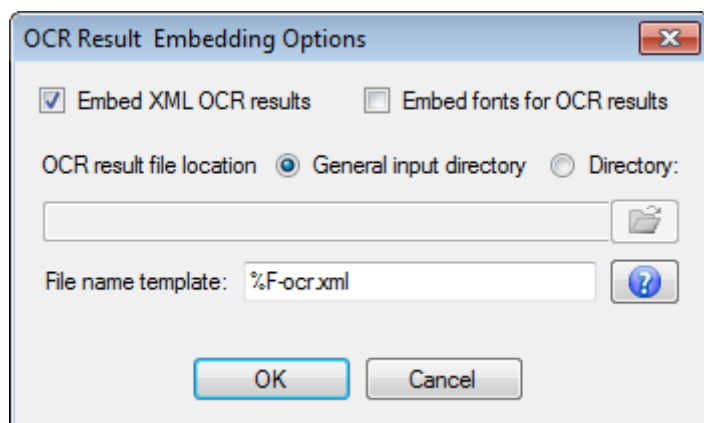 OCR Result  Embedding Options
Embed XML OCR results Embed fonts for OCR results
OCR result file location General input directory Directory:
File name template: %F-ocr.xml ?
OK Cancel